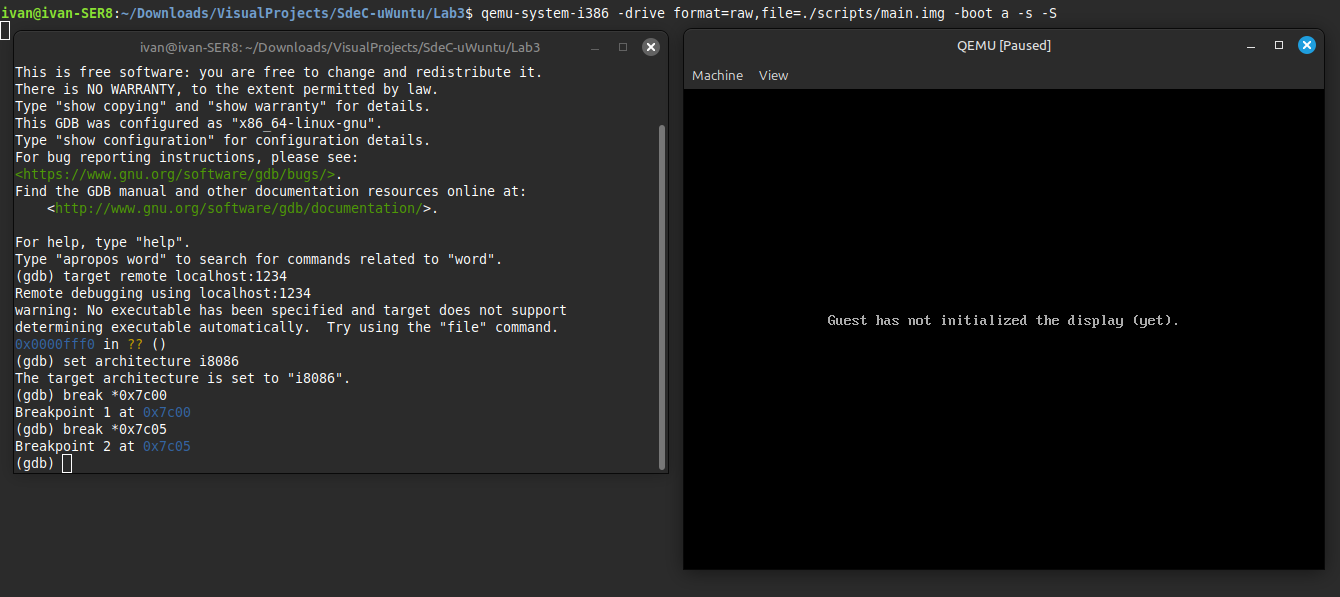 ivan@ivan-SER8:~/Downloads/VisualProjects/SdeC-uWuntu/Lab3$ qemu-system-i386 -drive format=raw,file=./scripts/main.img -boot a -s -S
ivan@ivan-SER8: ~/Downloads/VisualProjects/SdeC-uWuntu/Lab3
This is free software: you are free to change and redistribute it.
There is NO WARRANTY, to the extent permitted by law.
Type "show copying" and "show warranty" for details.
This GDB was configured as "x86_64-linux-gnu".
Type "show configuration" for configuration details.
For bug reporting instructions, please see:
<https://www.gnu.org/software/gdb/bugs/>.
Find the GDB manual and other documentation resources online at:
    <http://www.gnu.org/software/gdb/documentation/>.
For help, type "help".
Type "apropos word" to search for commands related to "word".
(gdb) target remote localhost:1234
Remote debugging using localhost:1234
warning: No executable has been specified and target does not support
determining executable automatically.  Try using the "file" command.
0x0000fff0 in ?? ()
(gdb) set architecture i8086
The target architecture is set to "i8086".
(gdb) break *0x7c00
Breakpoint 1 at 0x7c00
(gdb) break *0x7c05
Breakpoint 2 at 0x7c05
(gdb)
QEMU [Paused]
Machine View
Guest has not initialized the display (yet).